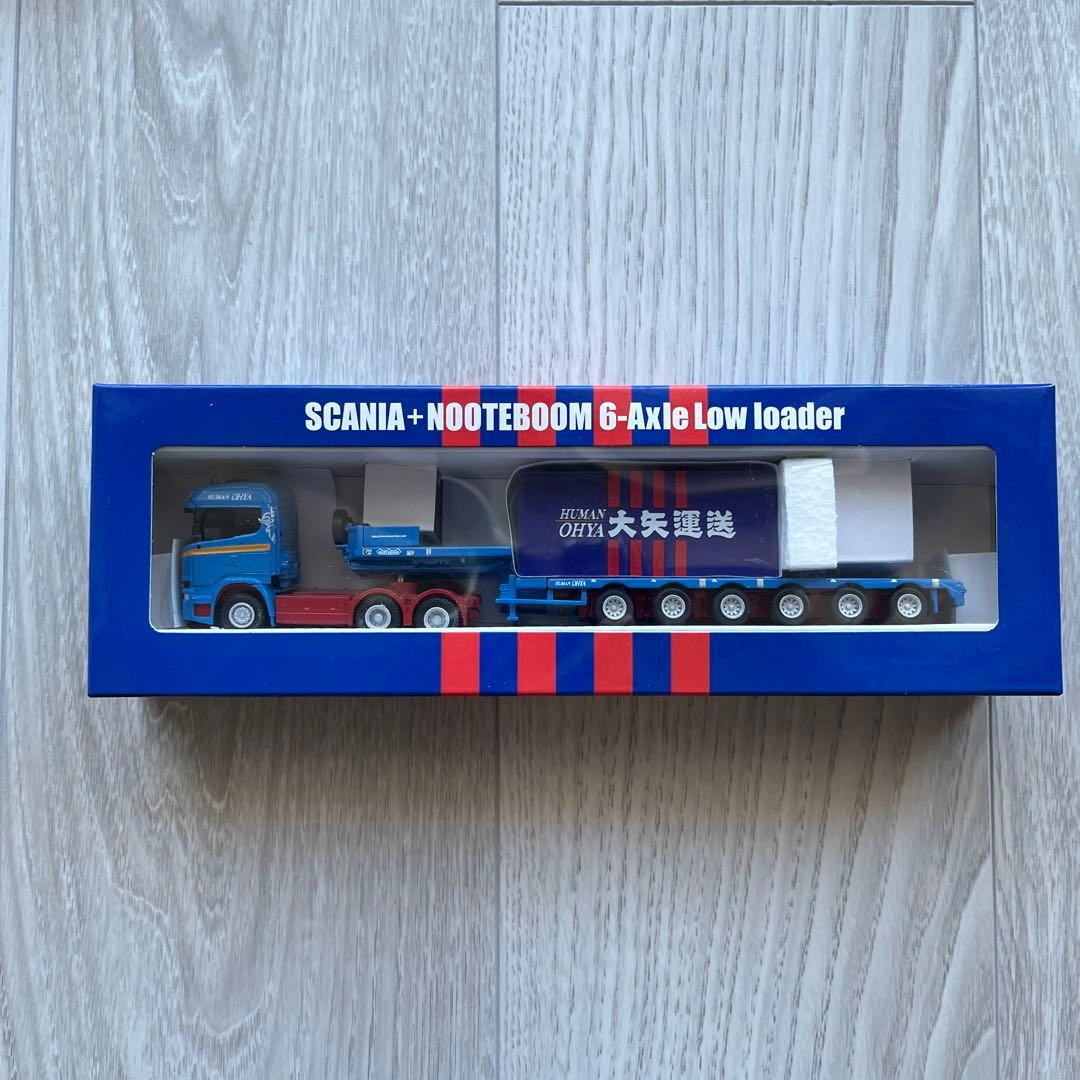 SCANIA+NOOTEBOOM 6-Axle Low loader
HUMAN OHYA
HUMAN
OHYA
大矢運送
HUMAN OHYA